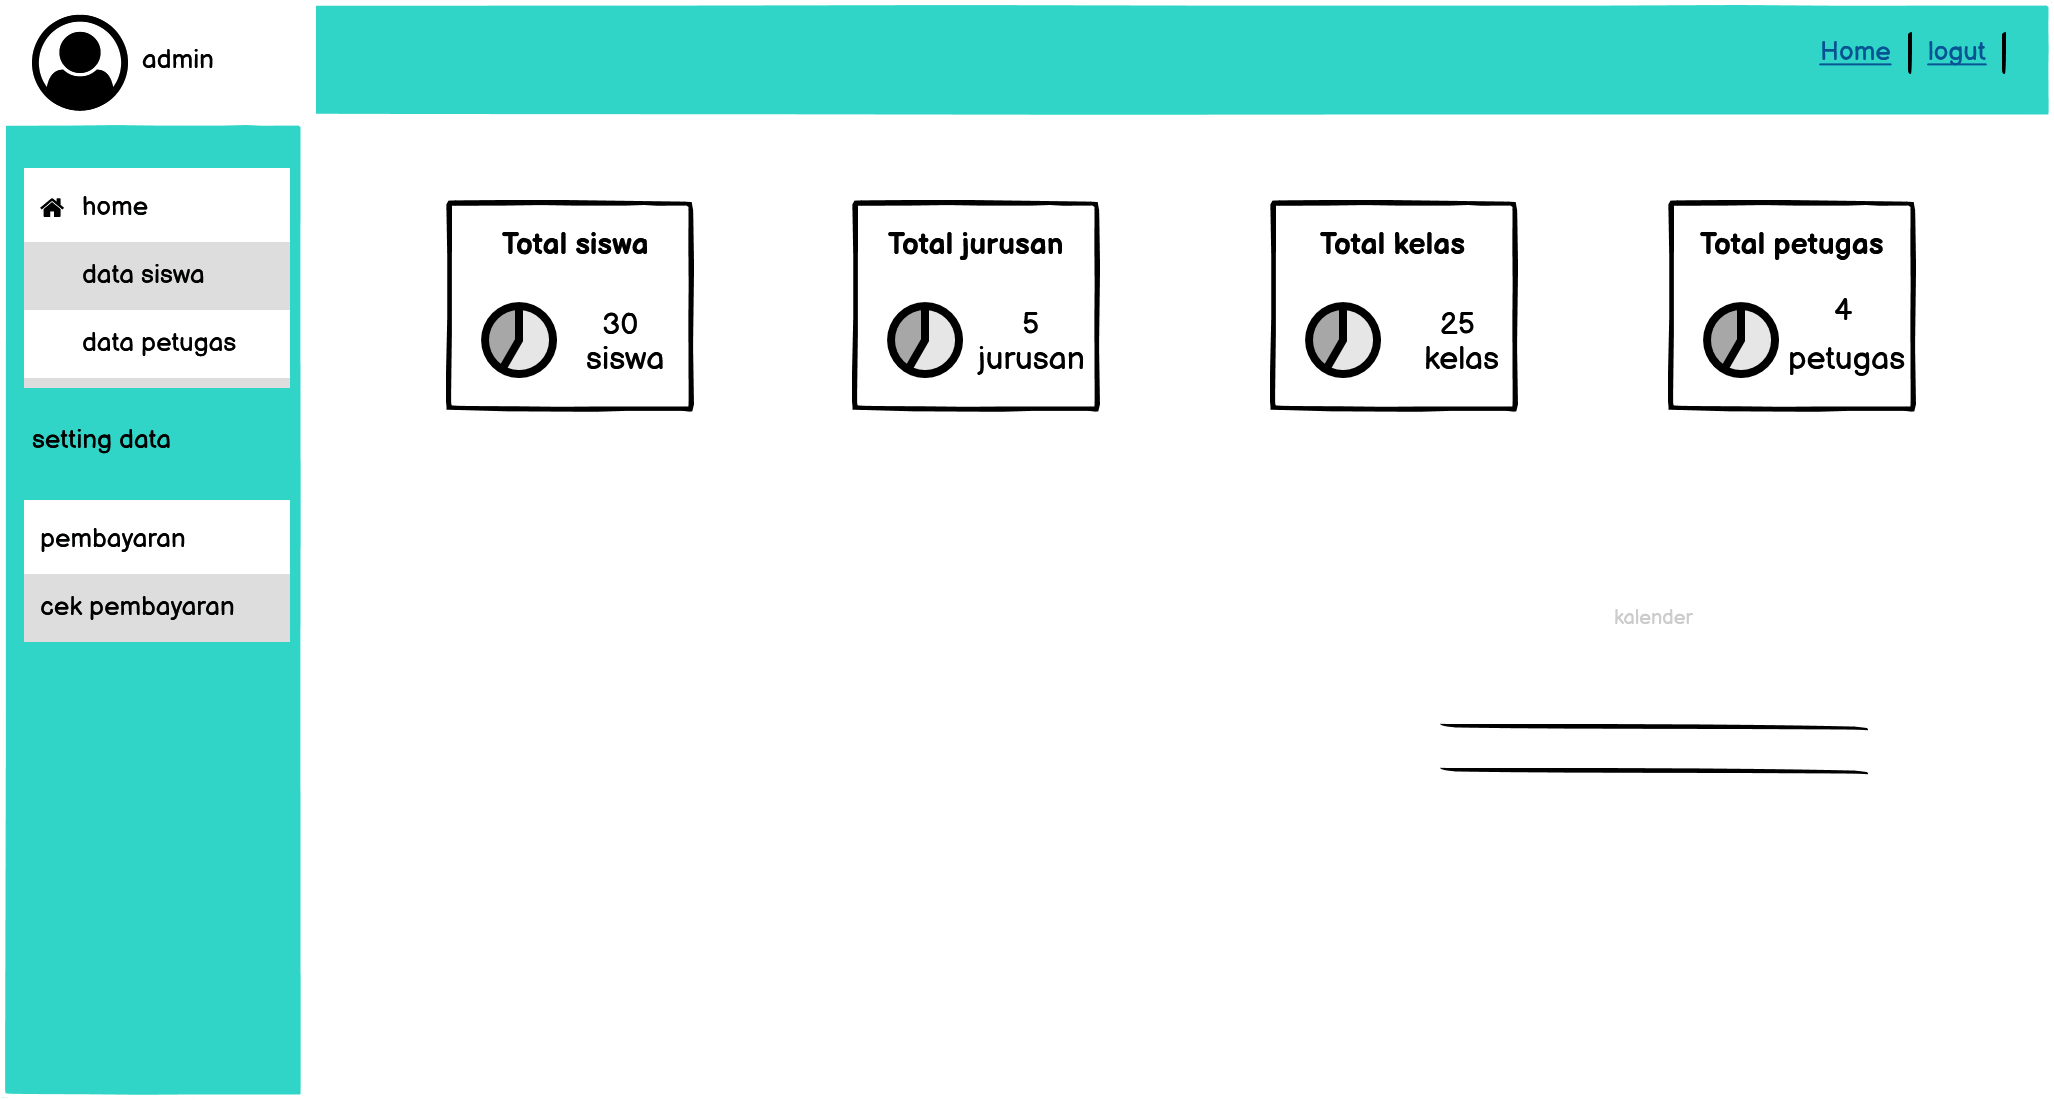 admin
Home
logut
home
data siswa
data petugas
setting data
pembayaran
cek pembayaran
Total siswa
30
siswa
Total jurusan
5
jurusan
Total kelas
25
kelas
Total petugas
4
petugas
kalender